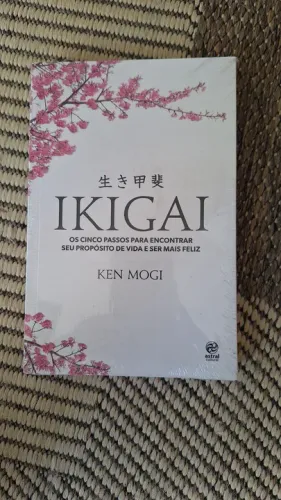 生き甲斐
IKIGAI
OS CINCO PASSOS PARA ENCONTRAR
SEU PROPÓSITO DE VIDA E SER MAIS FELIZ
KEN MOGI
astral